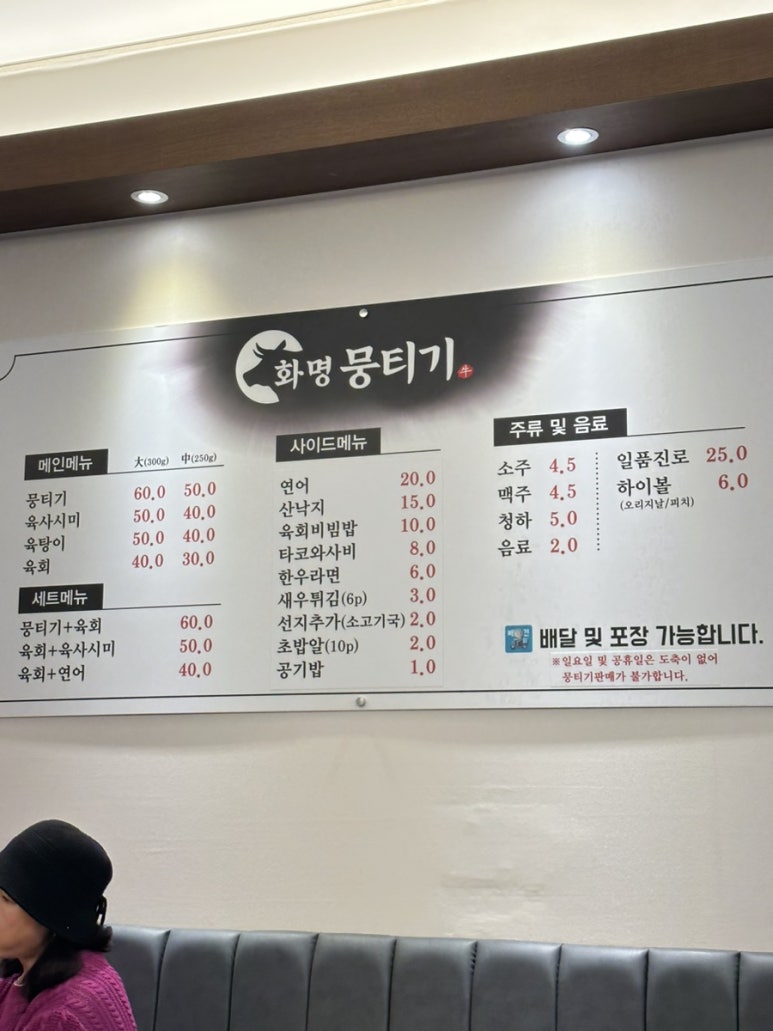 화명 뭉티기 牛
메인메뉴 大(300g) 中(250g)
뭉티기 60.0 50.0
육사시미 50.0 40.0
육탕이 50.0 40.0
육회 40.0 30.0
세트메뉴
뭉티기+육회 60.0
육회+육사시미 50.0
육회+연어 40.0
사이드메뉴
연어 20.0
산낙지 15.0
육회비빔밥 10.0
타코와사비 8.0
한우라면 6.0
새우튀김(6p) 3.0
선지추가(소고기국) 2.0
초밥알(10p) 2.0
공기밥 1.0
주류 및 음료
소주 4.5
맥주 4.5
청하 5.0
음료 2.0
일품진로 25.0
하이볼 6.0
(오리지날/피치)
배달 및 포장 가능합니다.
※일요일 및 공휴일은 도축이 없어
뭉티기판매가 불가합니다.